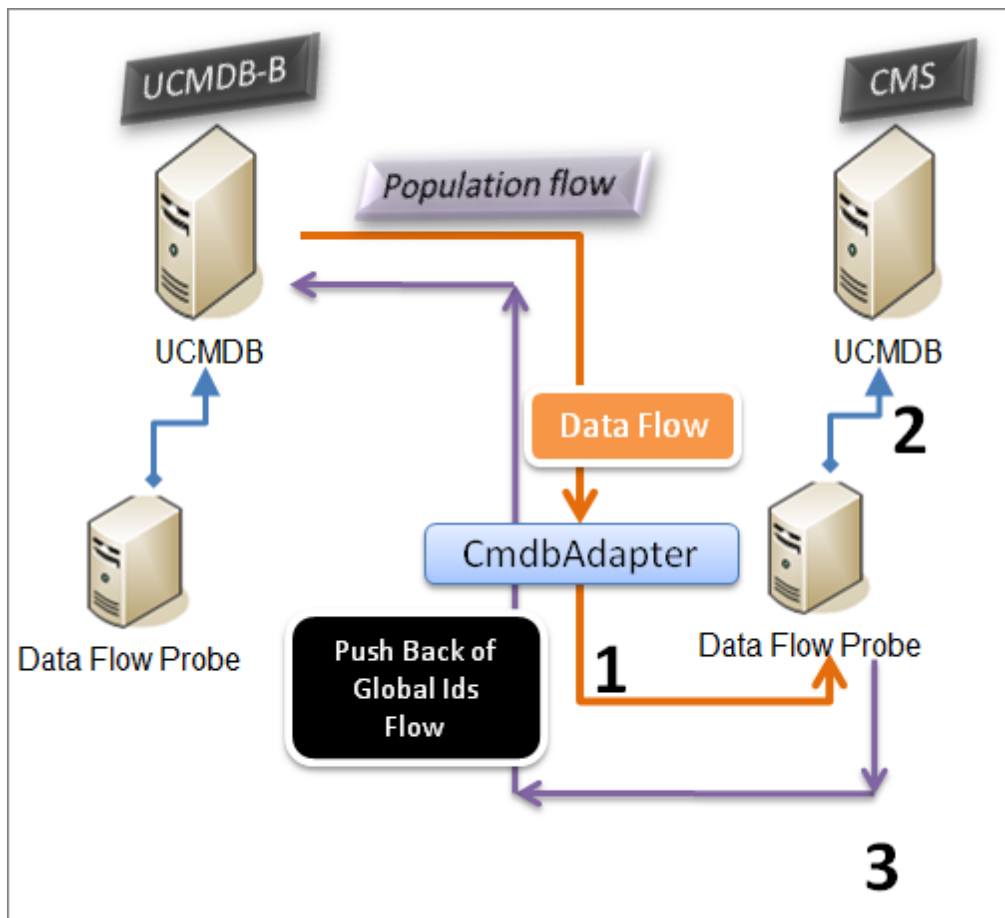 UCMDB-B
CMS
Population flow
UCMDB
UCMDB
2
Data Flow
CmdbAdapter
Data Flow Probe
Push Back of
Global Ids
Flow
1
Data Flow Probe
3